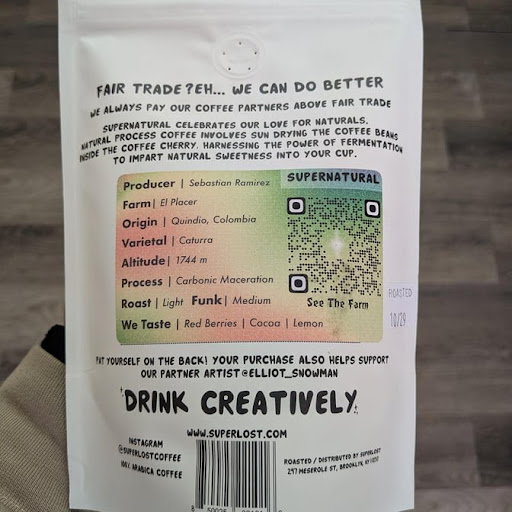 FAIR TRADE? EH... WE CAN DO BETTER
WE ALWAYS PAY OUR COFFEE PARTNERS ABOVE FAIR TRADE
SUPERNATURAL CELEBRATES OUR LOVE FOR NATURALS.
NATURAL PROCESS COFFEE INVOLVES SUN DRYING THE COFFEE BEANS
INSIDE THE COFFEE CHERRY, HARNESSING THE POWER OF FERMENTATION
TO IMPART NATURAL SWEETNESS INTO YOUR CUP.
Producer | Sebastian Ramirez
Farm | El Placer
Origin | Quindio, Colombia
Varietal | Caturra
Altitude | 1744 m
Process | Carbonic Maceration
Roast | Light Funk | Medium
We Taste | Red Berries | Cocoa | Lemon
SUPERNATURAL
See The Farm
ROASTED
10/29
PAT YOURSELF ON THE BACK! YOUR PURCHASE ALSO HELPS SUPPORT
OUR PARTNER ARTIST @ELLIOT_SNOWMAN
DRINK CREATIVELY
WWW.SUPERLOST.COM
INSTAGRAM
@SUPERLOSTCOFFEE
100% ARABICA COFFEE
ROASTED / DISTRIBUTED BY SUPERLOST
297 MESEROLE ST, BROOKLYN, NY